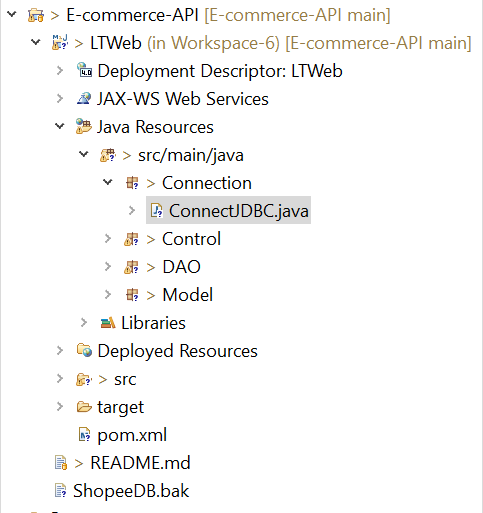 > E-commerce-API [E-commerce-API main]
> LTWeb (in Workspace-6) [E-commerce-API main]
Deployment Descriptor: LTWeb
JAX-WS Web Services
Java Resources
> src/main/java
> Connection
ConnectJDBC.java
> Control
> DAO
> Model
Libraries
Deployed Resources
> src
target
pom.xml
> README.md
ShopeeDB.bak